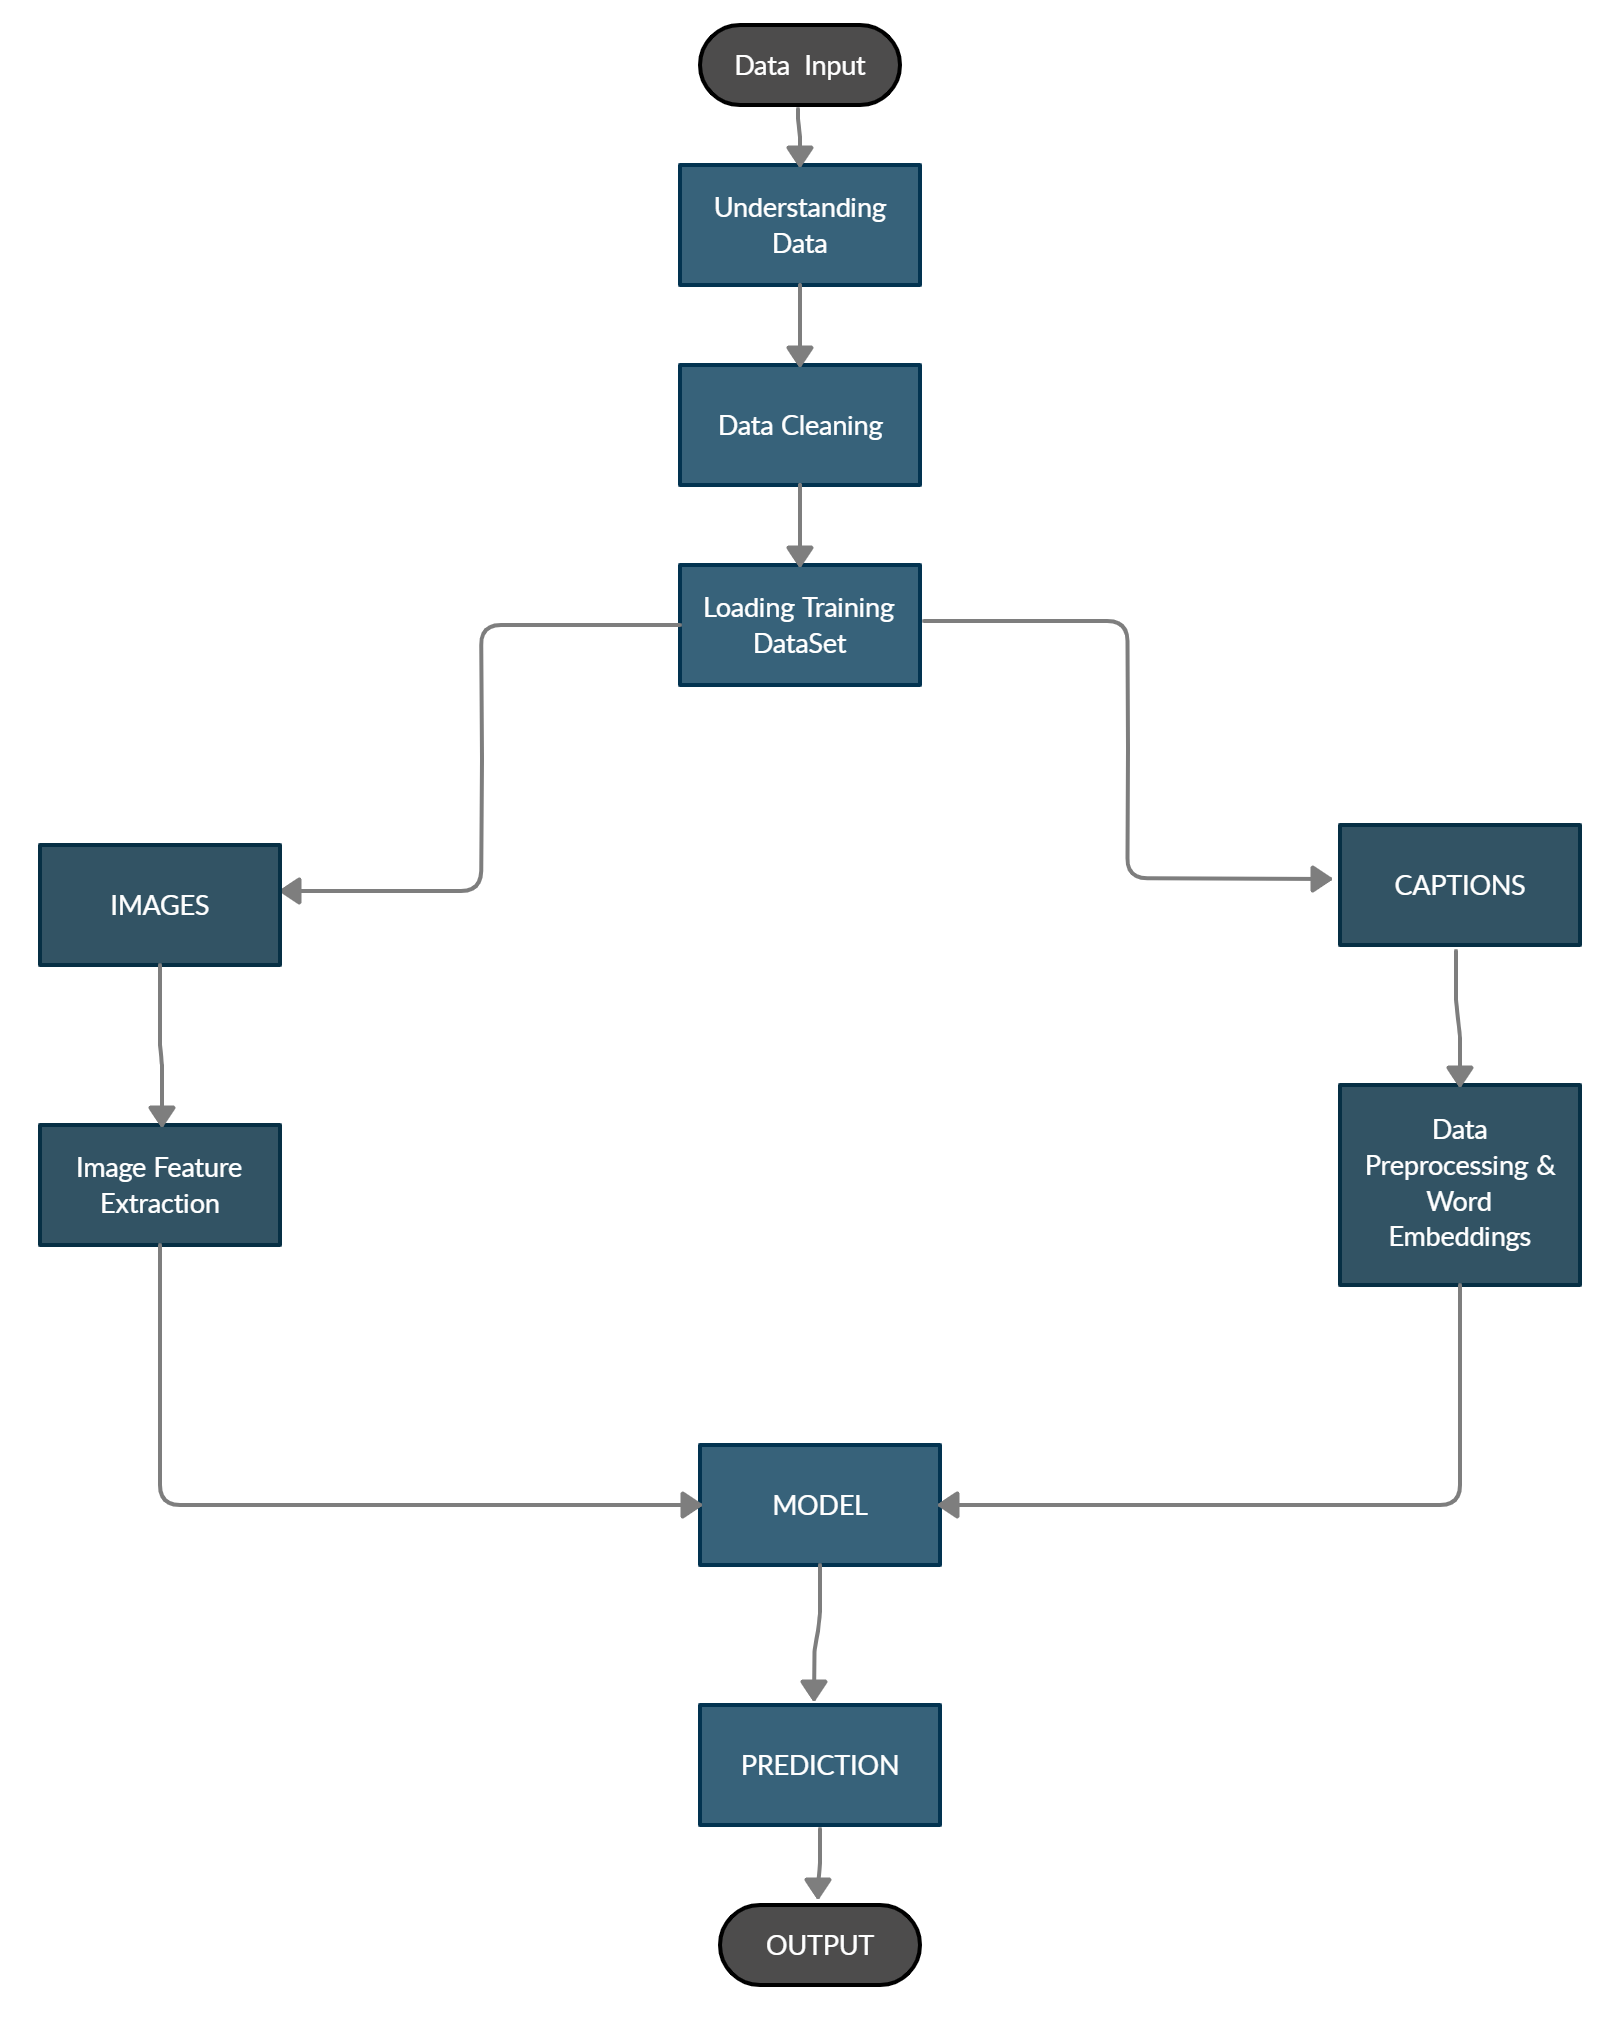 Data Input
Understanding
Data
Data Cleaning
Loading Training
DataSet
IMAGES
CAPTIONS
Image Feature
Extraction
Data
Preprocessing &
Word
Embeddings
MODEL
PREDICTION
OUTPUT